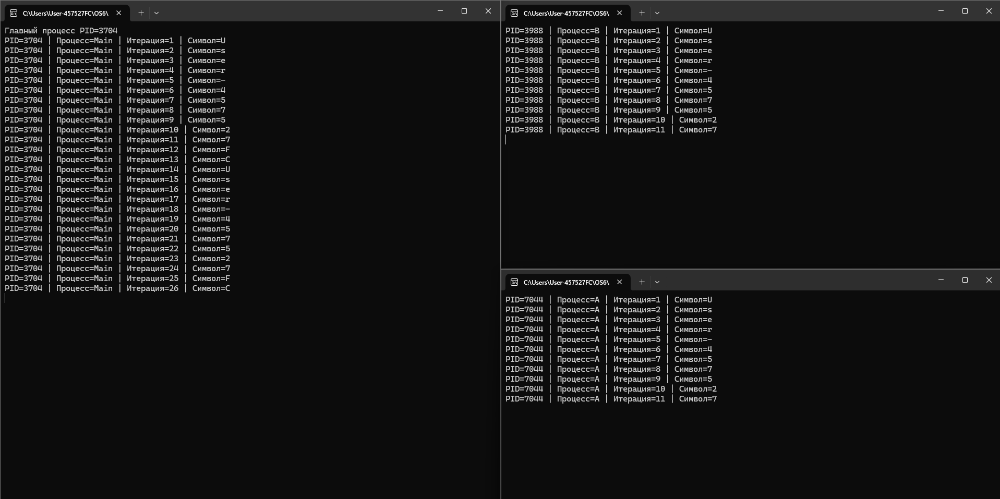 C:\Users\User-457527FC\OS6\
Главный процесс PID=3704
PID=3704 | Процесс=Main | Итерация=1 | Символ=U
PID=3704 | Процесс=Main | Итерация=2 | Символ=s
PID=3704 | Процесс=Main | Итерация=3 | Символ=e
PID=3704 | Процесс=Main | Итерация=4 | Символ=r
PID=3704 | Процесс=Main | Итерация=5 | Символ=-
PID=3704 | Процесс=Main | Итерация=6 | Символ=4
PID=3704 | Процесс=Main | Итерация=7 | Символ=5
PID=3704 | Процесс=Main | Итерация=8 | Символ=7
PID=3704 | Процесс=Main | Итерация=9 | Символ=5
PID=3704 | Процесс=Main | Итерация=10 | Символ=2
PID=3704 | Процесс=Main | Итерация=11 | Символ=7
PID=3704 | Процесс=Main | Итерация=12 | Символ=F
PID=3704 | Процесс=Main | Итерация=13 | Символ=C
PID=3704 | Процесс=Main | Итерация=14 | Символ=U
PID=3704 | Процесс=Main | Итерация=15 | Символ=s
PID=3704 | Процесс=Main | Итерация=16 | Символ=e
PID=3704 | Процесс=Main | Итерация=17 | Символ=r
PID=3704 | Процесс=Main | Итерация=18 | Символ=-
PID=3704 | Процесс=Main | Итерация=19 | Символ=4
PID=3704 | Процесс=Main | Итерация=20 | Символ=5
PID=3704 | Процесс=Main | Итерация=21 | Символ=7
PID=3704 | Процесс=Main | Итерация=22 | Символ=5
PID=3704 | Процесс=Main | Итерация=23 | Символ=2
PID=3704 | Процесс=Main | Итерация=24 | Символ=7
PID=3704 | Процесс=Main | Итерация=25 | Символ=F
PID=3704 | Процесс=Main | Итерация=26 | Символ=C
C:\Users\User-457527FC\OS6\
PID=3988 | Процесс=B | Итерация=1 | Символ=U
PID=3988 | Процесс=B | Итерация=2 | Символ=s
PID=3988 | Процесс=B | Итерация=3 | Символ=e
PID=3988 | Процесс=B | Итерация=4 | Символ=r
PID=3988 | Процесс=B | Итерация=5 | Символ=-
PID=3988 | Процесс=B | Итерация=6 | Символ=4
PID=3988 | Процесс=B | Итерация=7 | Символ=5
PID=3988 | Процесс=B | Итерация=8 | Символ=7
PID=3988 | Процесс=B | Итерация=9 | Символ=5
PID=3988 | Процесс=B | Итерация=10 | Символ=2
PID=3988 | Процесс=B | Итерация=11 | Символ=7
C:\Users\User-457527FC\OS6\
PID=7044 | Процесс=A | Итерация=1 | Символ=U
PID=7044 | Процесс=A | Итерация=2 | Символ=s
PID=7044 | Процесс=A | Итерация=3 | Символ=e
PID=7044 | Процесс=A | Итерация=4 | Символ=r
PID=7044 | Процесс=A | Итерация=5 | Символ=-
PID=7044 | Процесс=A | Итерация=6 | Символ=4
PID=7044 | Процесс=A | Итерация=7 | Символ=5
PID=7044 | Процесс=A | Итерация=8 | Символ=7
PID=7044 | Процесс=A | Итерация=9 | Символ=5
PID=7044 | Процесс=A | Итерация=10 | Символ=2
PID=7044 | Процесс=A | Итерация=11 | Символ=7